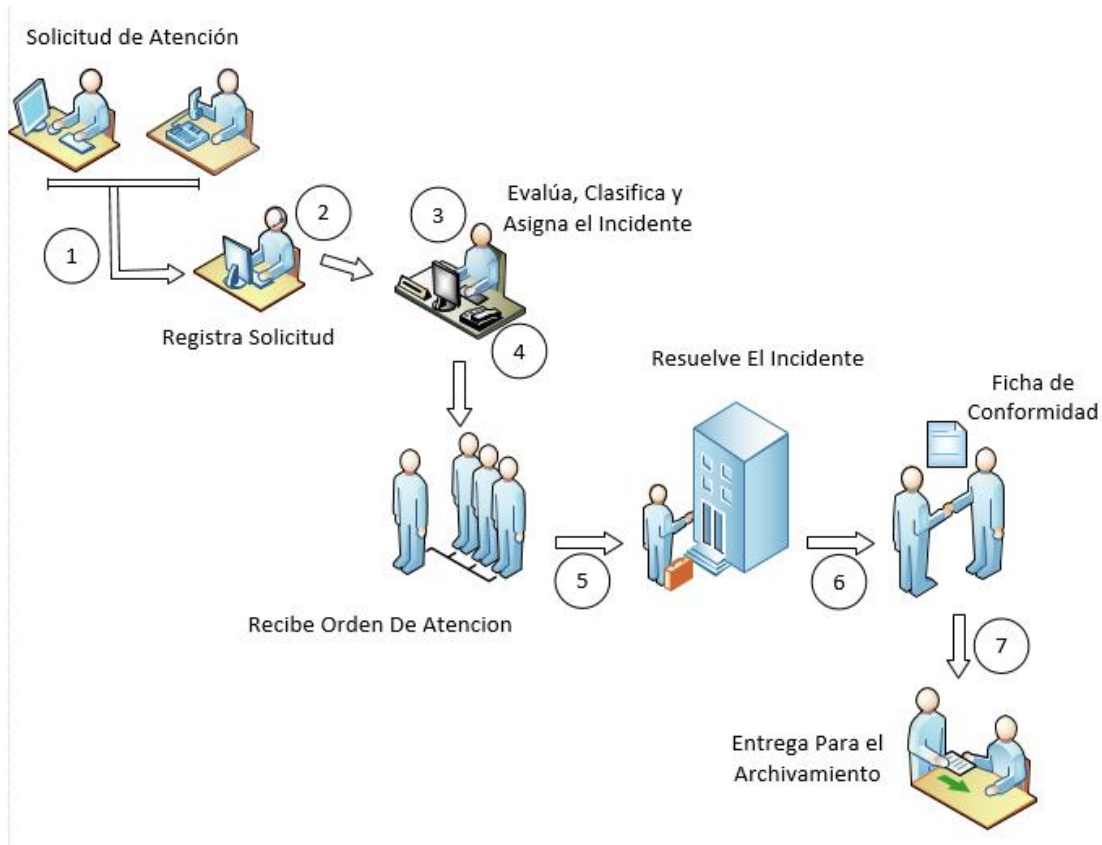 Solicitud de Atención
1
2
3
Evalúa, Clasifica y
Asigna el Incidente
Registra Solicitud
4
Resuelve El Incidente
Ficha de
Conformidad
5
6
Recibe Orden De Atencion
7
Entrega Para el
Archivamiento